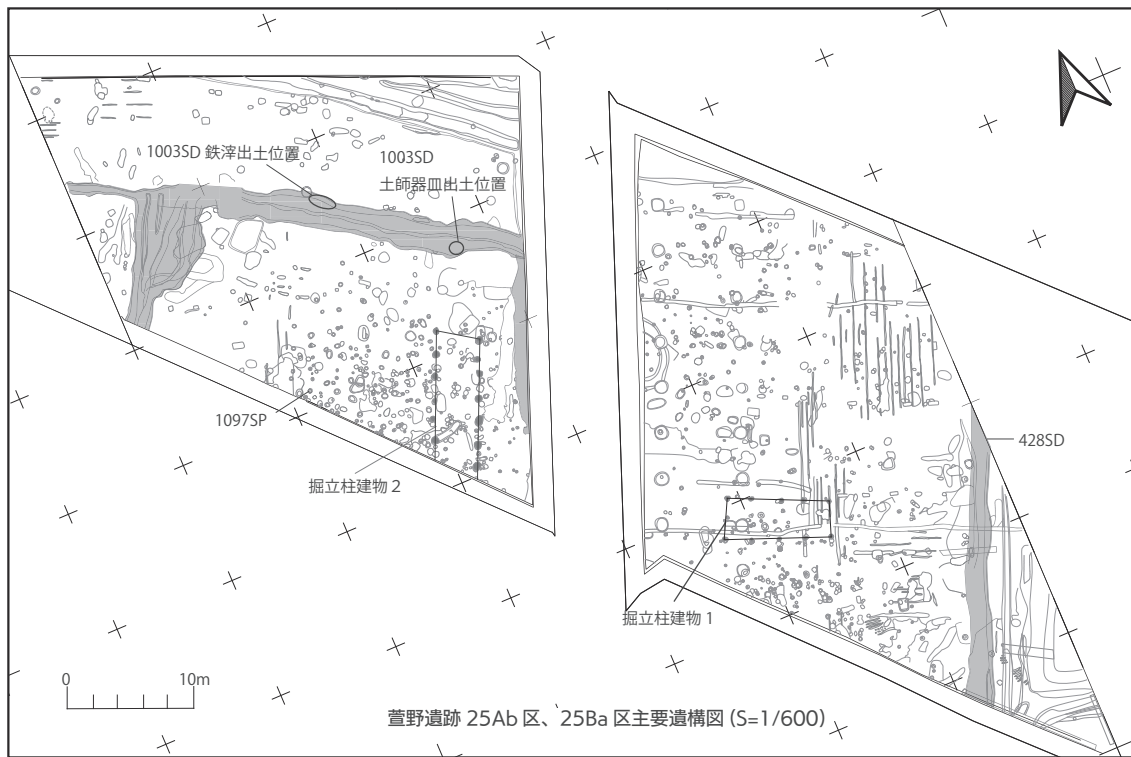 1003SD 鉄滓出土位置
1003SD
土師器皿出土位置
1097SP
掘立柱建物 2
428SD
掘立柱建物 1
0 10m
萱野遺跡 25Ab 区、25Ba 区主要遺構図 (S=1/600)